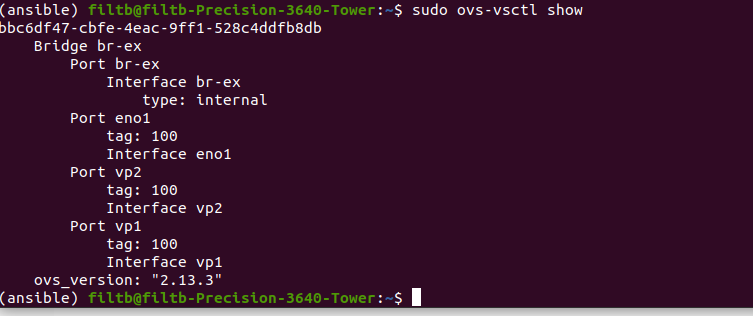 (ansible) filtb@filtb-Precision-3640-Tower:~$ sudo ovs-vsctl show
bbc6df47-cbfe-4eac-9ff1-528c4ddfb8db
    Bridge br-ex
        Port br-ex
            Interface br-ex
                type: internal
        Port eno1
            tag: 100
            Interface eno1
        Port vp2
            tag: 100
            Interface vp2
        Port vp1
            tag: 100
            Interface vp1
    ovs_version: "2.13.3"
(ansible) filtb@filtb-Precision-3640-Tower:~$